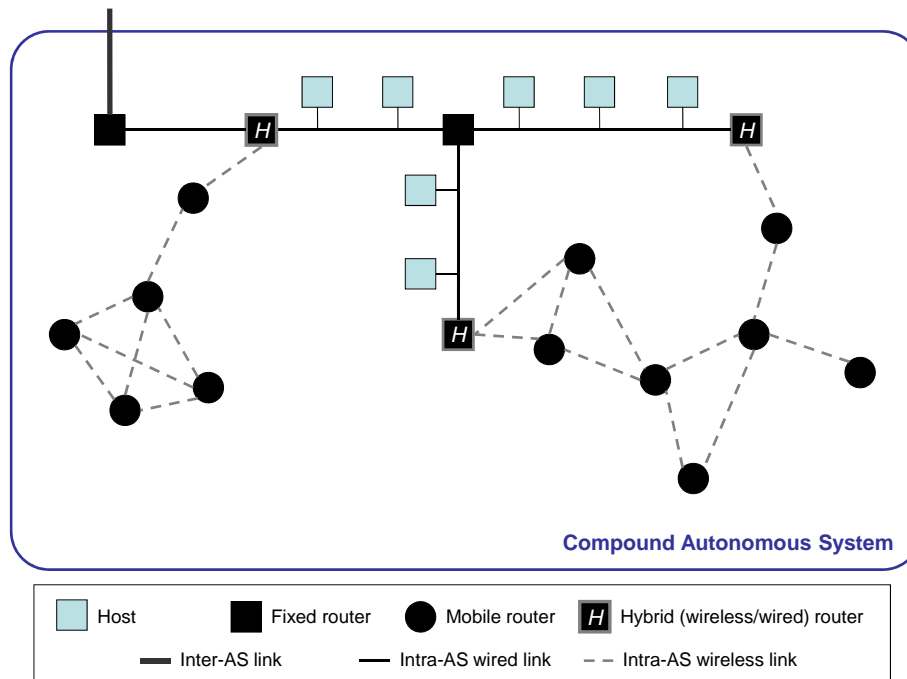 H
H
H
Compound Autonomous System
Host
Fixed router
Mobile router
H
Hybrid (wireless/wired) router
Inter-AS link
Intra-AS wired link
Intra-AS wireless link